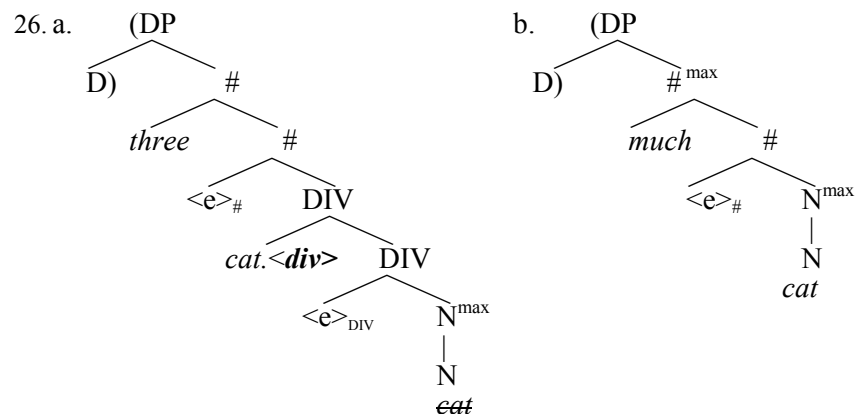 26. a. (DP b. (DP
D) # D) #max
three # much #
<e># DIV <e># Nmax
cat.<div> DIV N
<e>DIV Nmax cat
N
cat